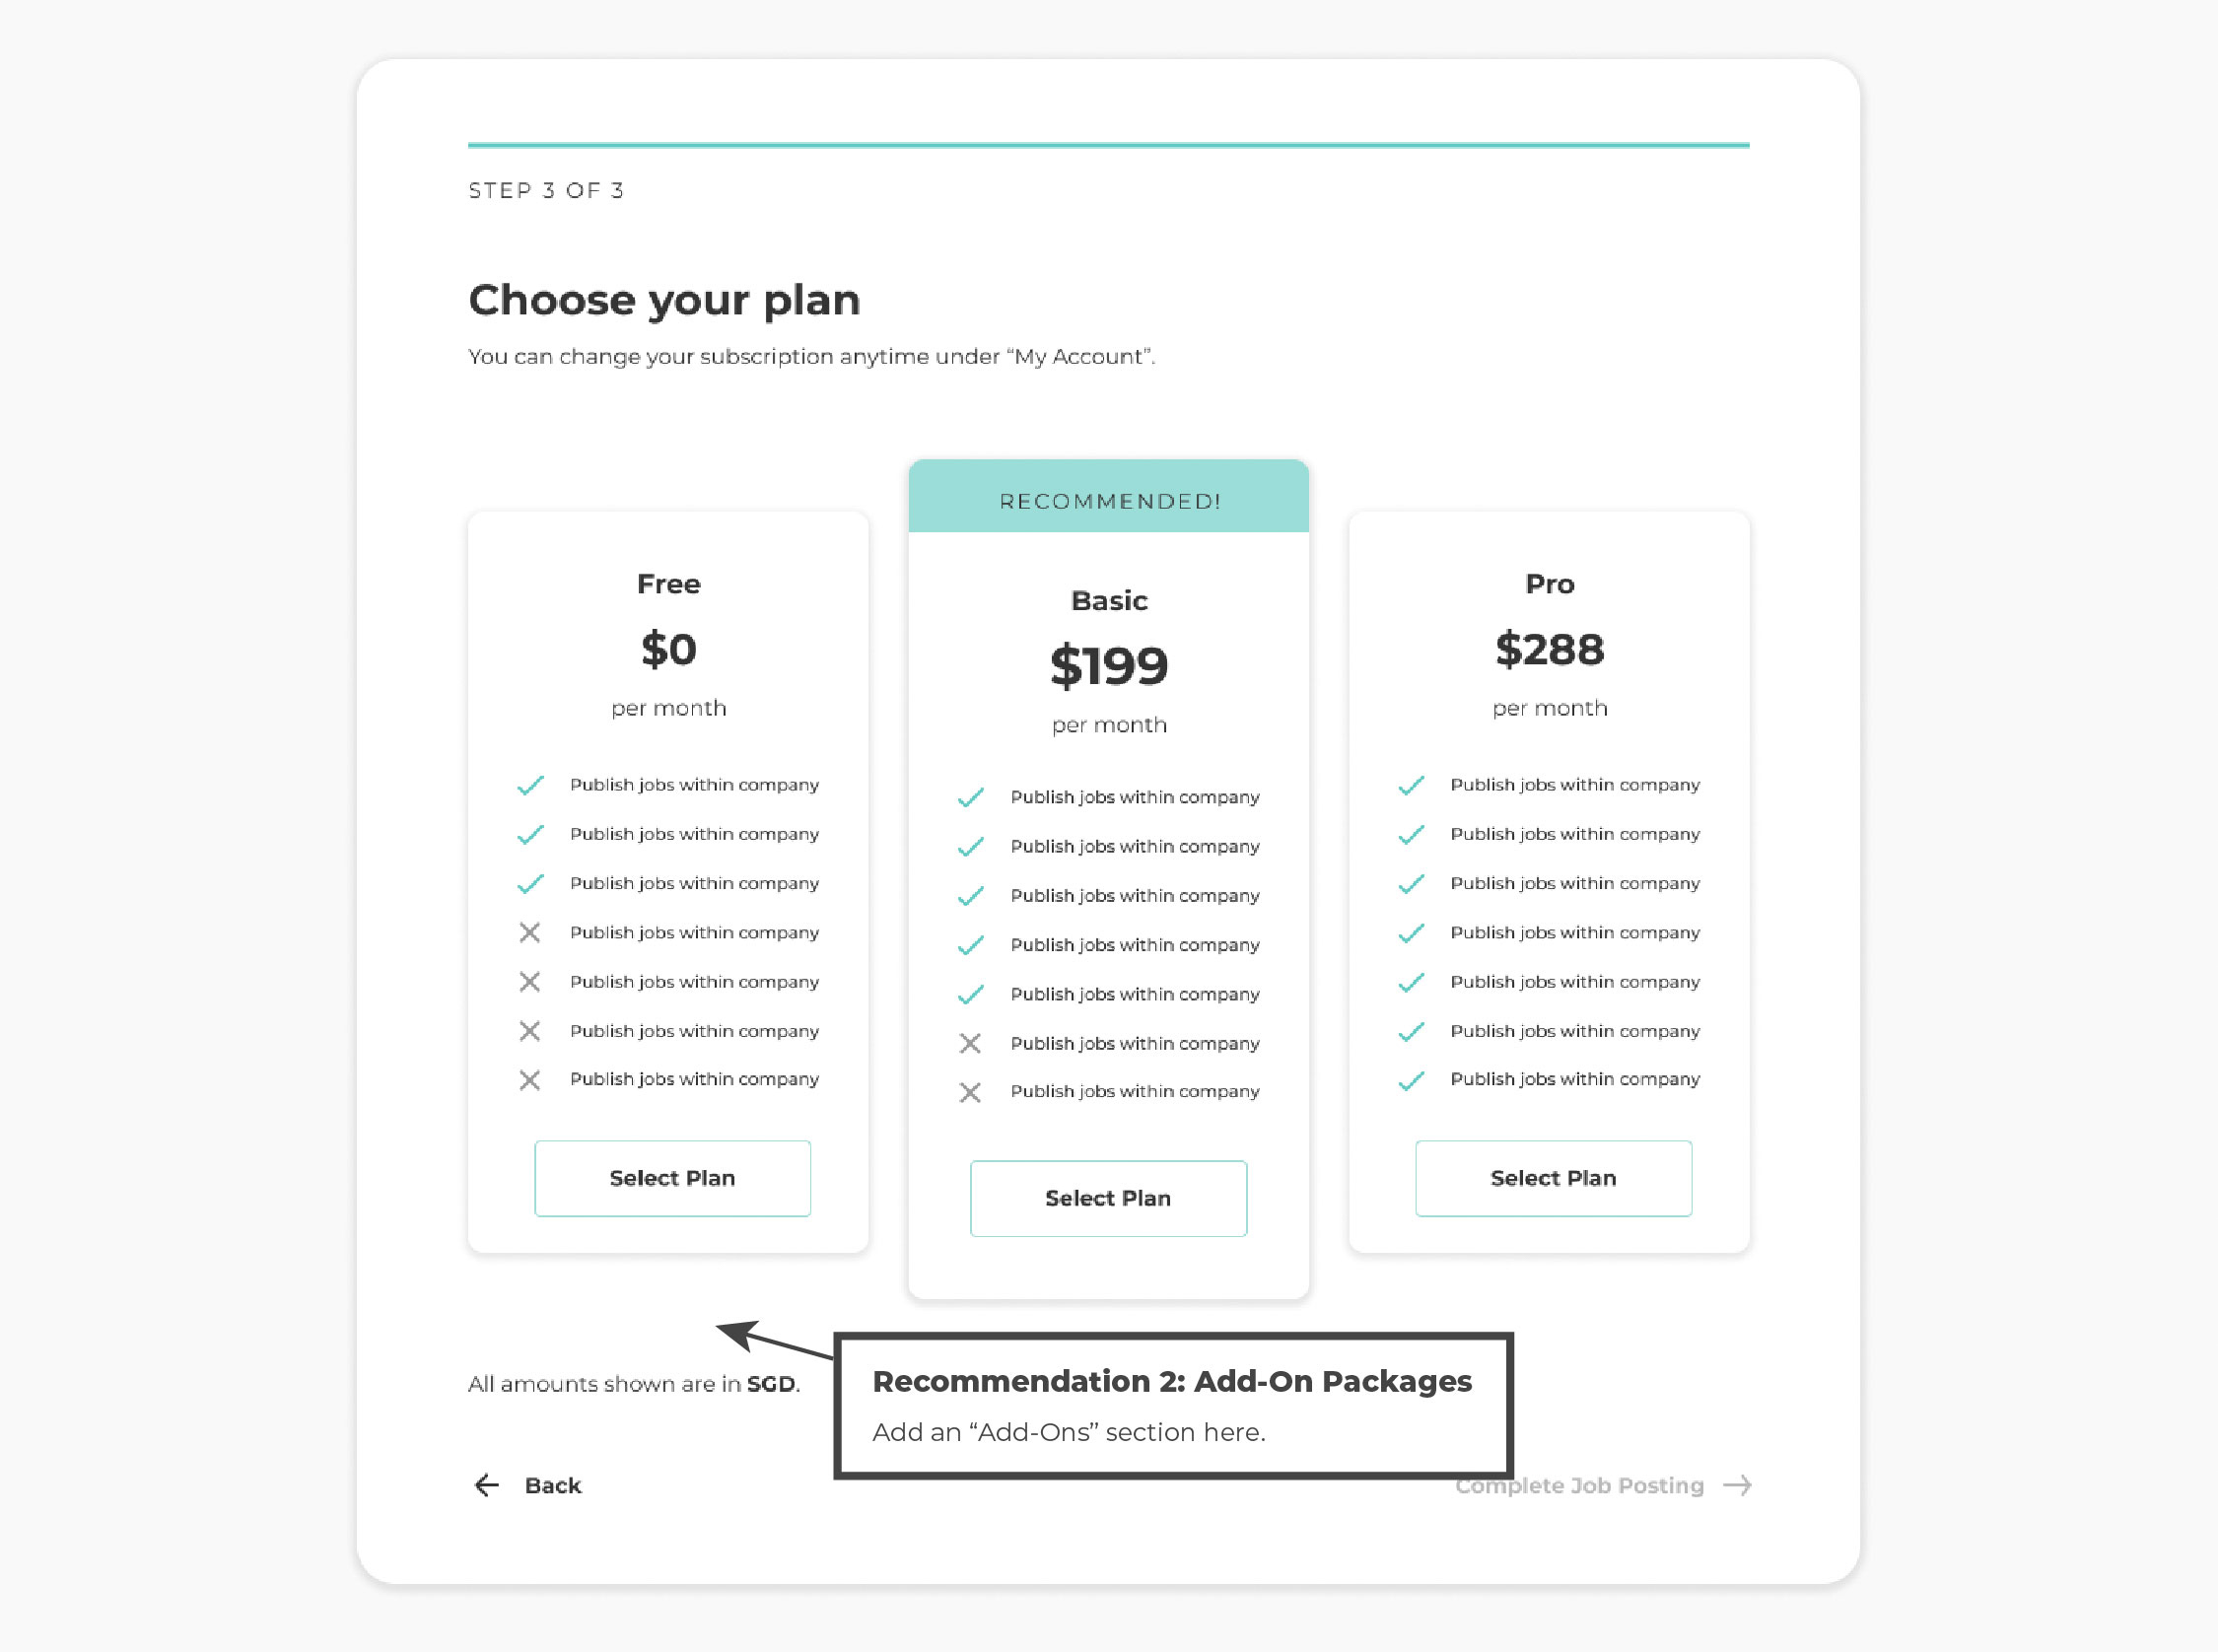 STEP 3 OF 3
Choose your plan
You can change your subscription anytime under “My Account”.
Free
$0
per month
Publish jobs within company
Publish jobs within company
Publish jobs within company
Publish jobs within company
Publish jobs within company
Publish jobs within company
Publish jobs within company
Select Plan
RECOMMENDED!
Basic
$199
per month
Publish jobs within company
Publish jobs within company
Publish jobs within company
Publish jobs within company
Publish jobs within company
Publish jobs within company
Publish jobs within company
Select Plan
Pro
$288
per month
Publish jobs within company
Publish jobs within company
Publish jobs within company
Publish jobs within company
Publish jobs within company
Publish jobs within company
Publish jobs within company
Select Plan
All amounts shown are in SGD.
Recommendation 2: Add-On Packages
Add an “Add-Ons” section here.
Back
Complete Job Posting